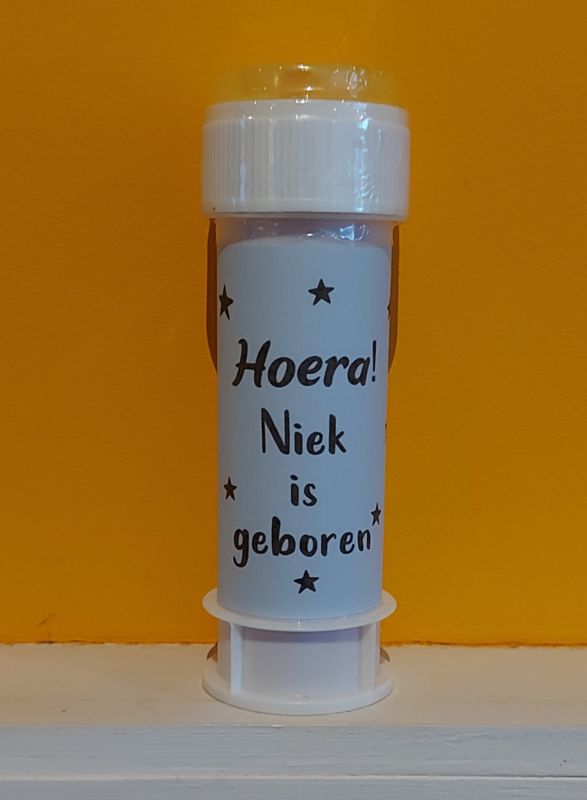 Hoera!
Niek
is
geboren